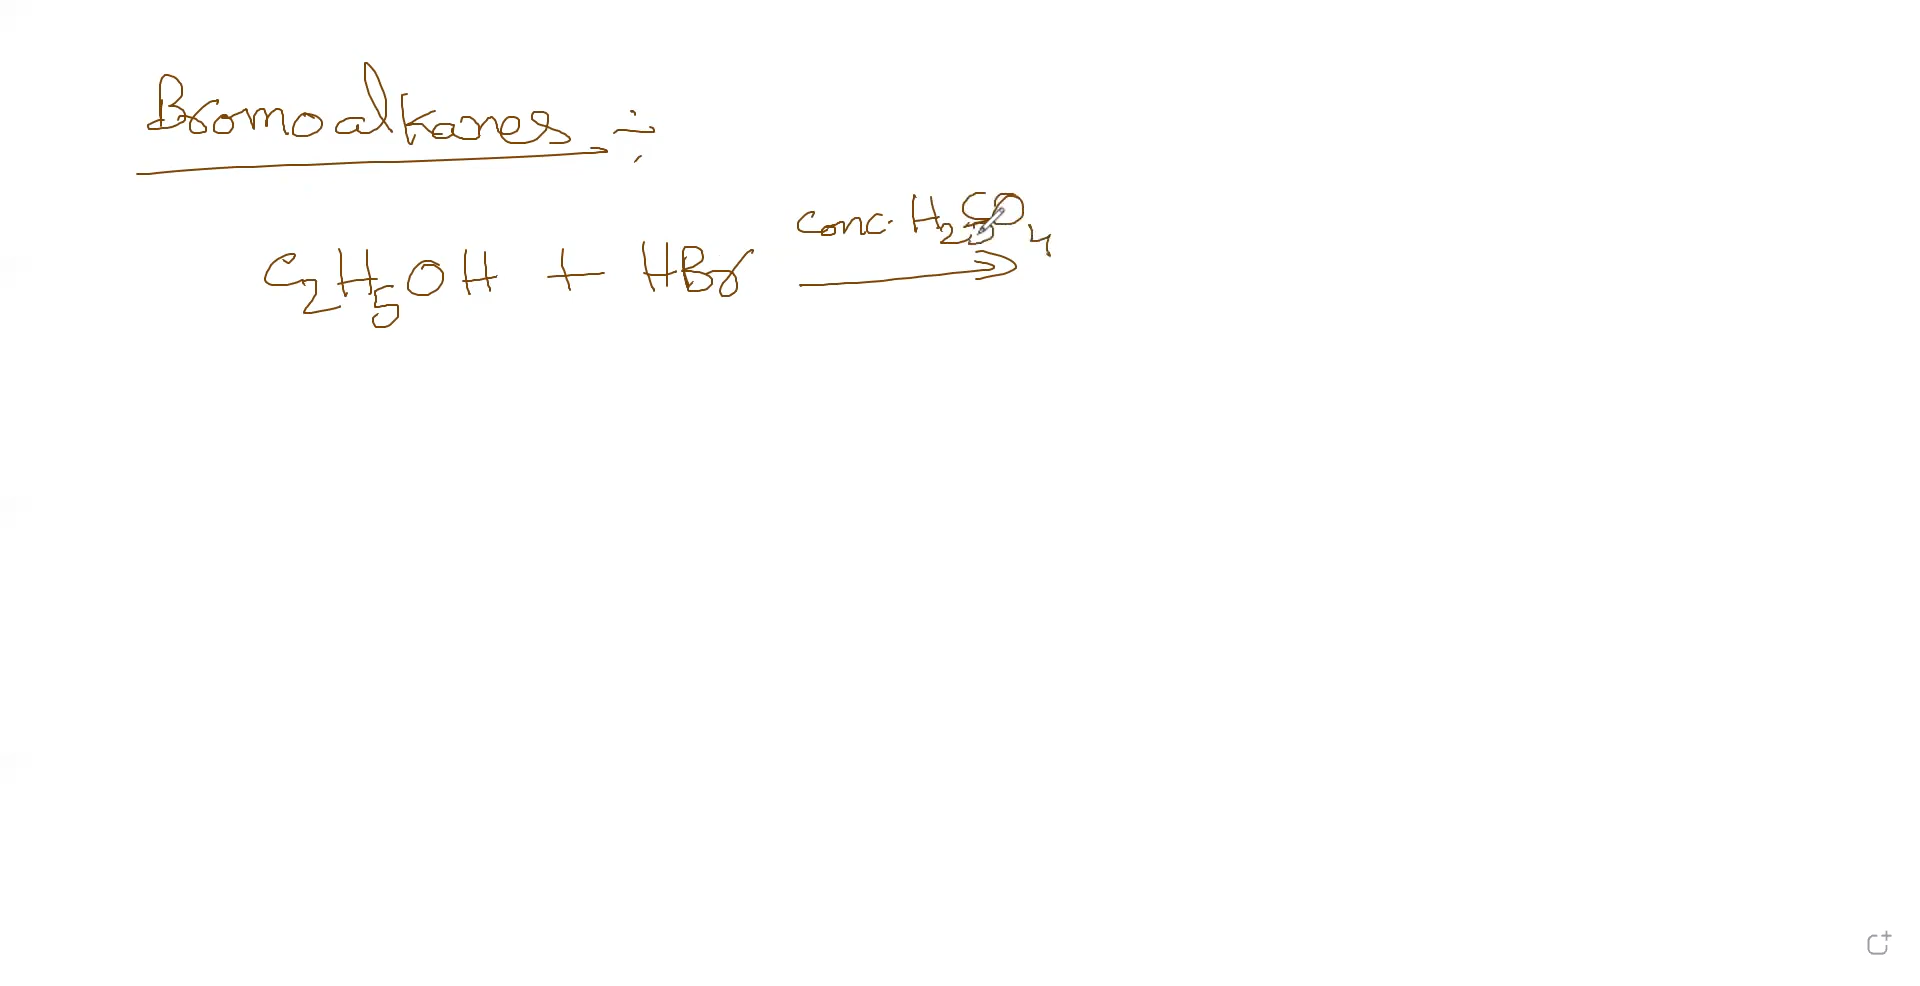 Bromoalkanes ÷
conc. H₂SO₄
C₂H₅OH + HBr ⟶